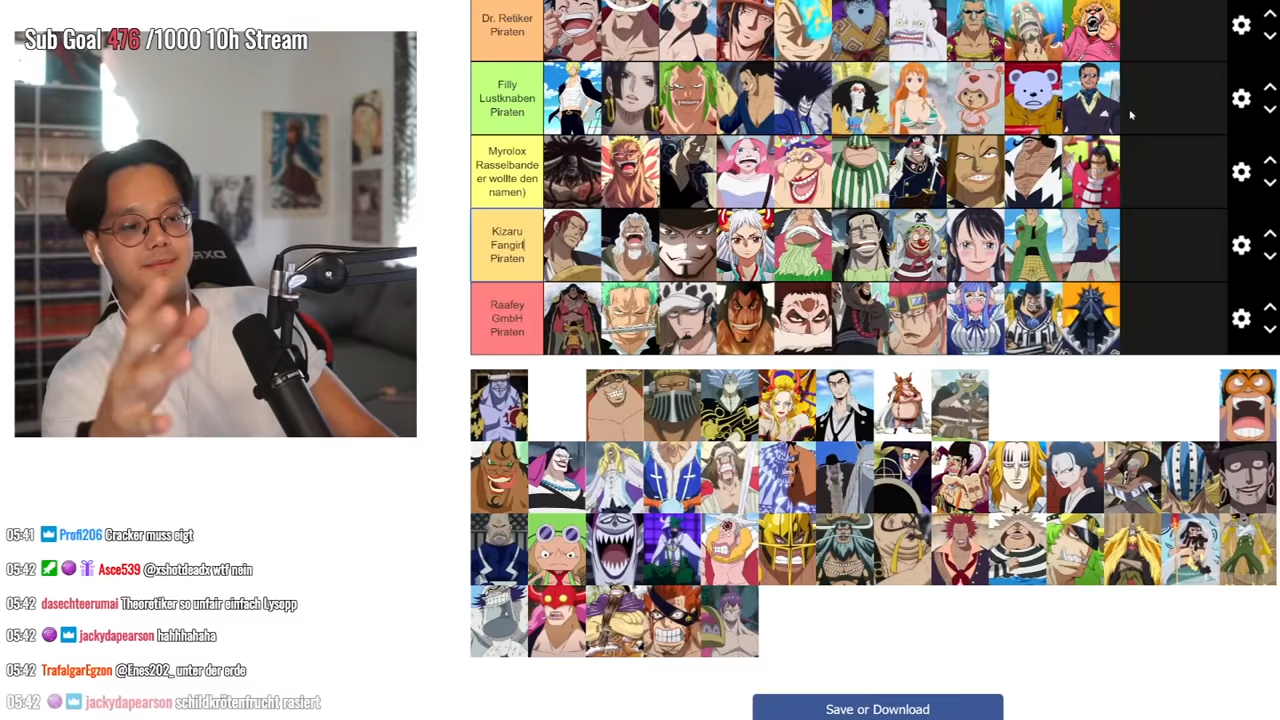 Sub Goal 476 /1000 10h Stream
Dr. Retiker
Piraten
Filly
Lustknaben
Piraten
Myrolox
Rasselbande
er wollte den
namen)
Kizaru
Fangirl
Piraten
Raafey
GmbH
Piraten
05:41 Profi206 Cracker muss eigt
05:42 Asce539 @xshotdeadx wtf nein
05:42 dasechteerumai Theoretiker so unfair einfach Lysopp
05:42 jackydapearson hahhhahaha
05:42 TrafalgarEgzon @Enes202_ unter der erde
05:42 jackydapearson schildkrötenfrucht rasiert
Save or Download